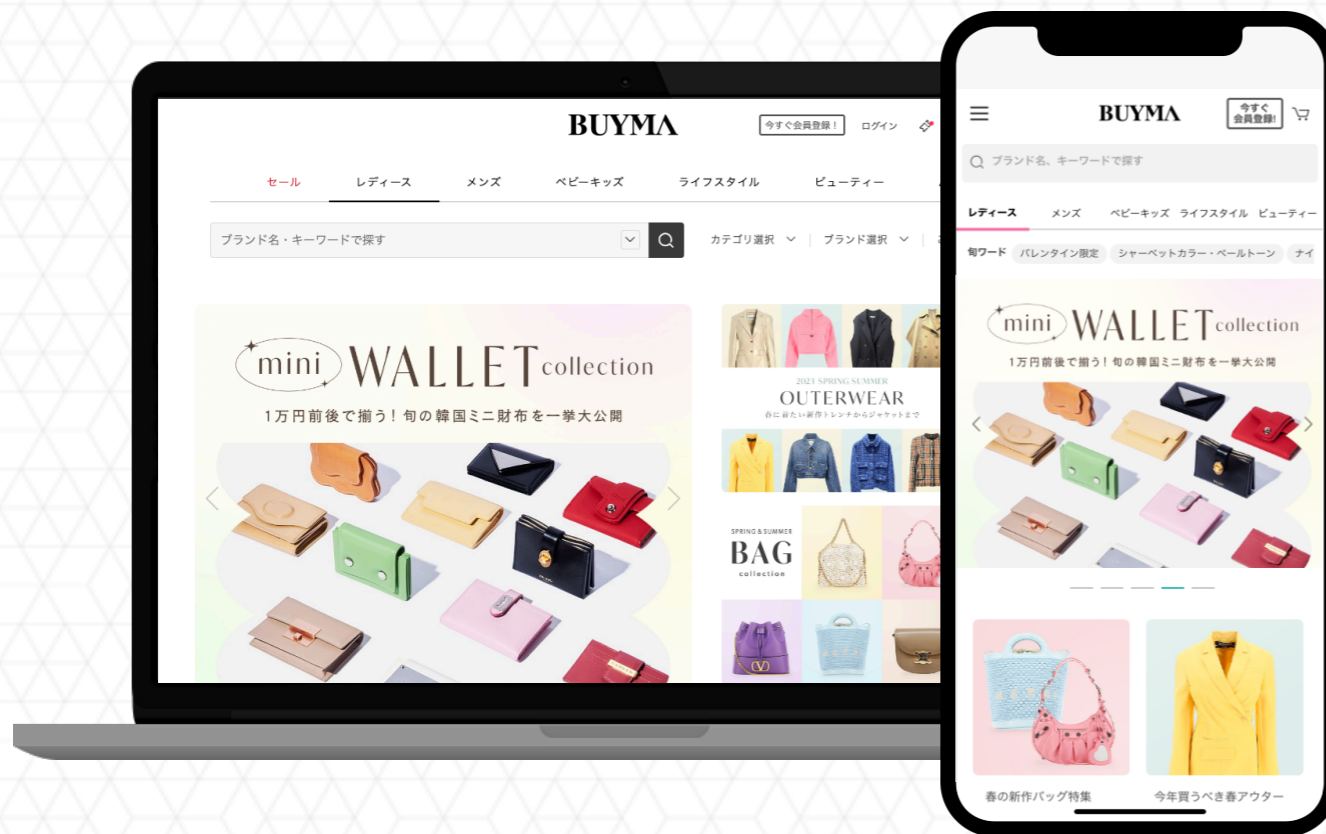 BUYMA
今すぐ会員登録！
ログイン
セール
レディース
メンズ
ベビーキッズ
ライフスタイル
ビューティー
ブランド名・キーワードで探す
カテゴリ選択
ブランド選択
mini WALLET collection
1万円前後で揃う！旬の韓国ミニ財布を一挙大公開
2023 SPRING SUMMER
OUTERWEAR
春に着たい新作トレンチからジャケットまで
SPRING & SUMMER
BAG
collection
BUYMA
今すぐ
会員登録!
ブランド名、キーワードで探す
レディース
メンズ
ベビーキッズ
ライフスタイル
ビューティー
旬ワード
バレンタイン限定
シャーベットカラー・ペールトーン
ナイ
mini WALLET collection
1万円前後で揃う！旬の韓国ミニ財布を一挙大公開
春の新作バッグ特集
今年買うべき春アウター